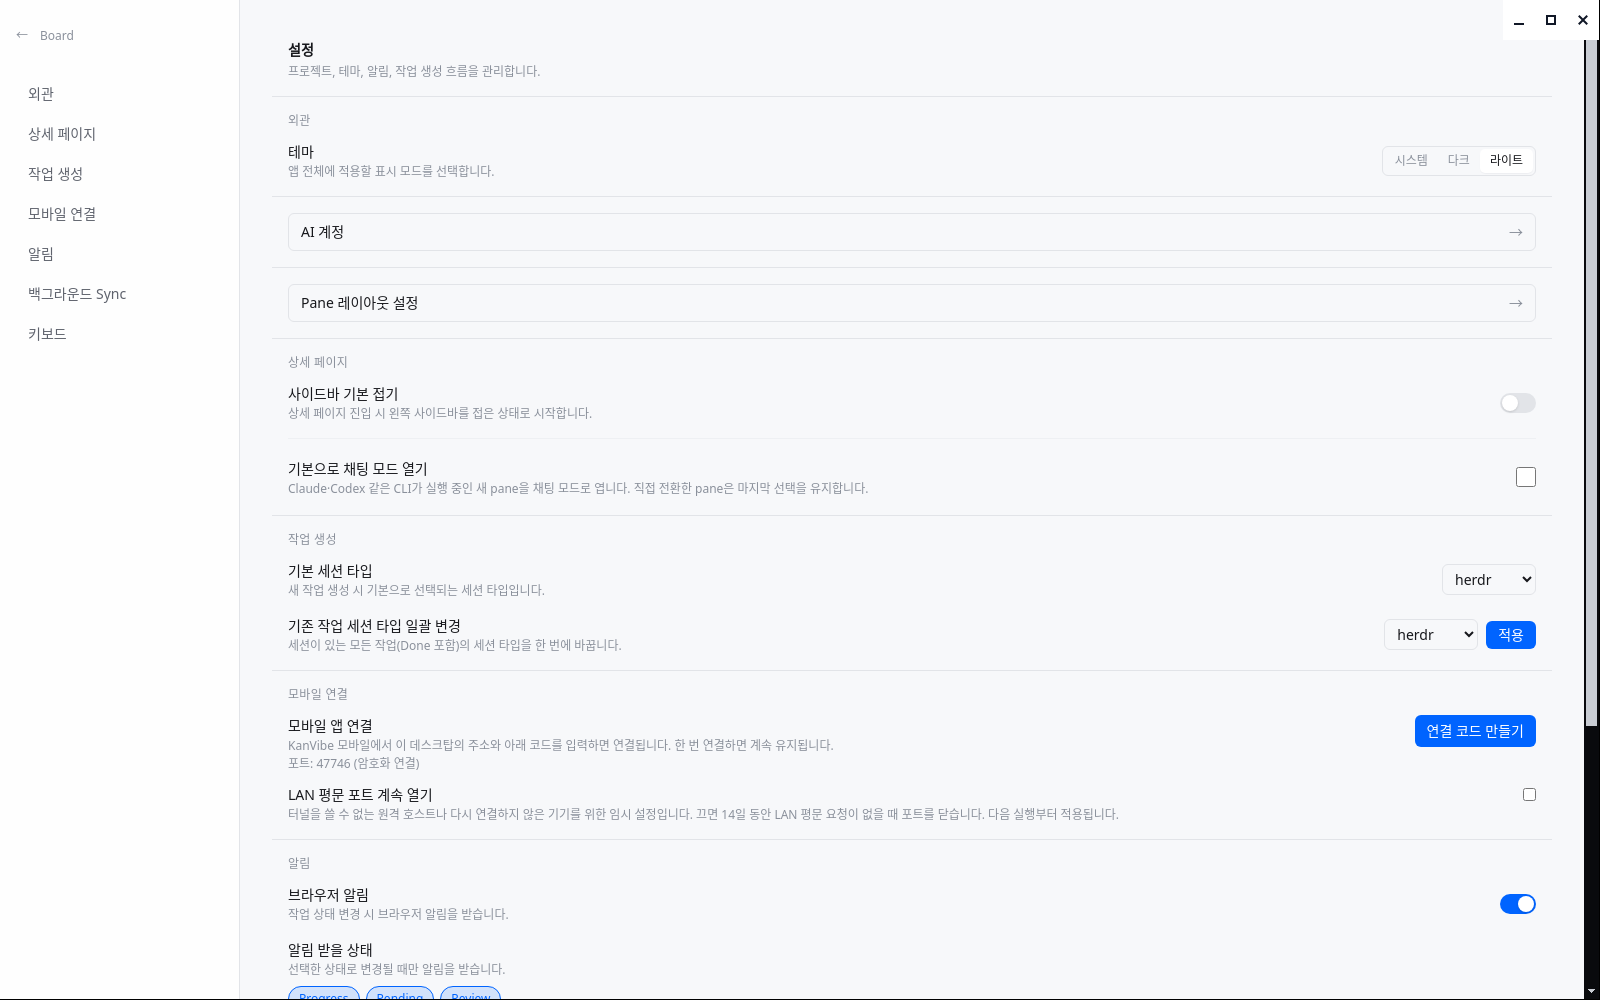 ← Board
외관
상세 페이지
작업 생성
모바일 연결
알림
백그라운드 Sync
키보드
설정
프로젝트, 테마, 알림, 작업 생성 흐름을 관리합니다.
외관
테마
앱 전체에 적용할 표시 모드를 선택합니다.
시스템 다크 라이트
AI 계정 →
Pane 레이아웃 설정 →
상세 페이지
사이드바 기본 접기
상세 페이지 진입 시 왼쪽 사이드바를 접은 상태로 시작합니다.
기본으로 채팅 모드 열기
Claude·Codex 같은 CLI가 실행 중인 새 pane을 채팅 모드로 엽니다. 직접 전환한 pane은 마지막 선택을 유지합니다.
작업 생성
기본 세션 타입
새 작업 생성 시 기본으로 선택되는 세션 타입입니다.
herdr
기존 작업 세션 타입 일괄 변경
세션이 있는 모든 작업(Done 포함)의 세션 타입을 한 번에 바꿉니다.
herdr 적용
모바일 연결
모바일 앱 연결
KanVibe 모바일에서 이 데스크탑의 주소와 아래 코드를 입력하면 연결됩니다. 한 번 연결하면 계속 유지됩니다.
포트: 47746 (암호화 연결)
연결 코드 만들기
LAN 평문 포트 계속 열기
터널을 쓸 수 없는 원격 호스트나 다시 연결하지 않은 기기를 위한 임시 설정입니다. 끄면 14일 동안 LAN 평문 요청이 없을 때 포트를 닫습니다. 다음 실행부터 적용됩니다.
알림
브라우저 알림
작업 상태 변경 시 브라우저 알림을 받습니다.
알림 받을 상태
선택한 상태로 변경될 때만 알림을 받습니다.
Progress Pending Review